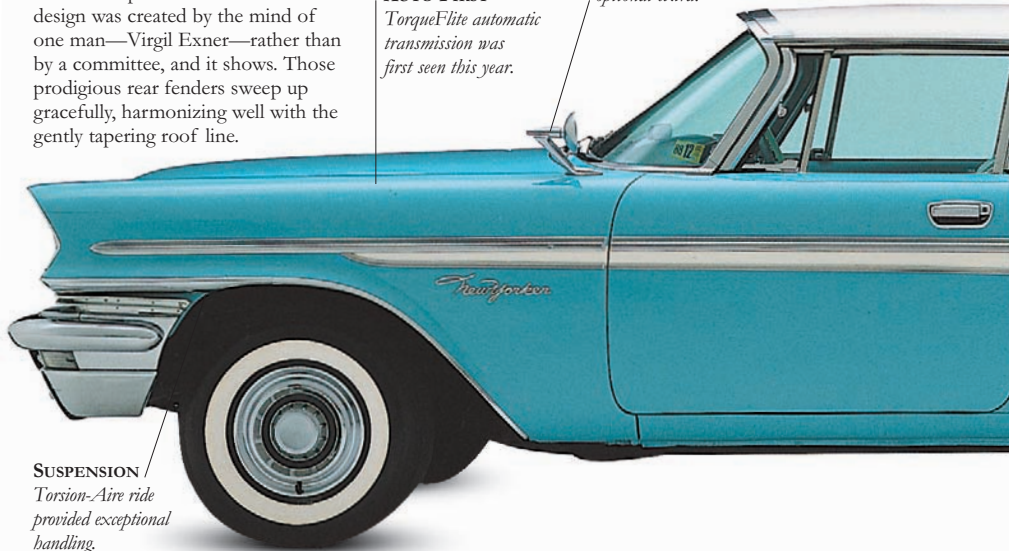 design was created by the mind of
one man—Virgil Exner—rather than
by a committee, and it shows. Those
prodigious rear fenders sweep up
gracefully, harmonizing well with the
gently tapering roof line.
TorqueFlite automatic
transmission was
first seen this year.
New Yorker
12
SUSPENSION
Torsion-Aire ride
provided exceptional
handling.